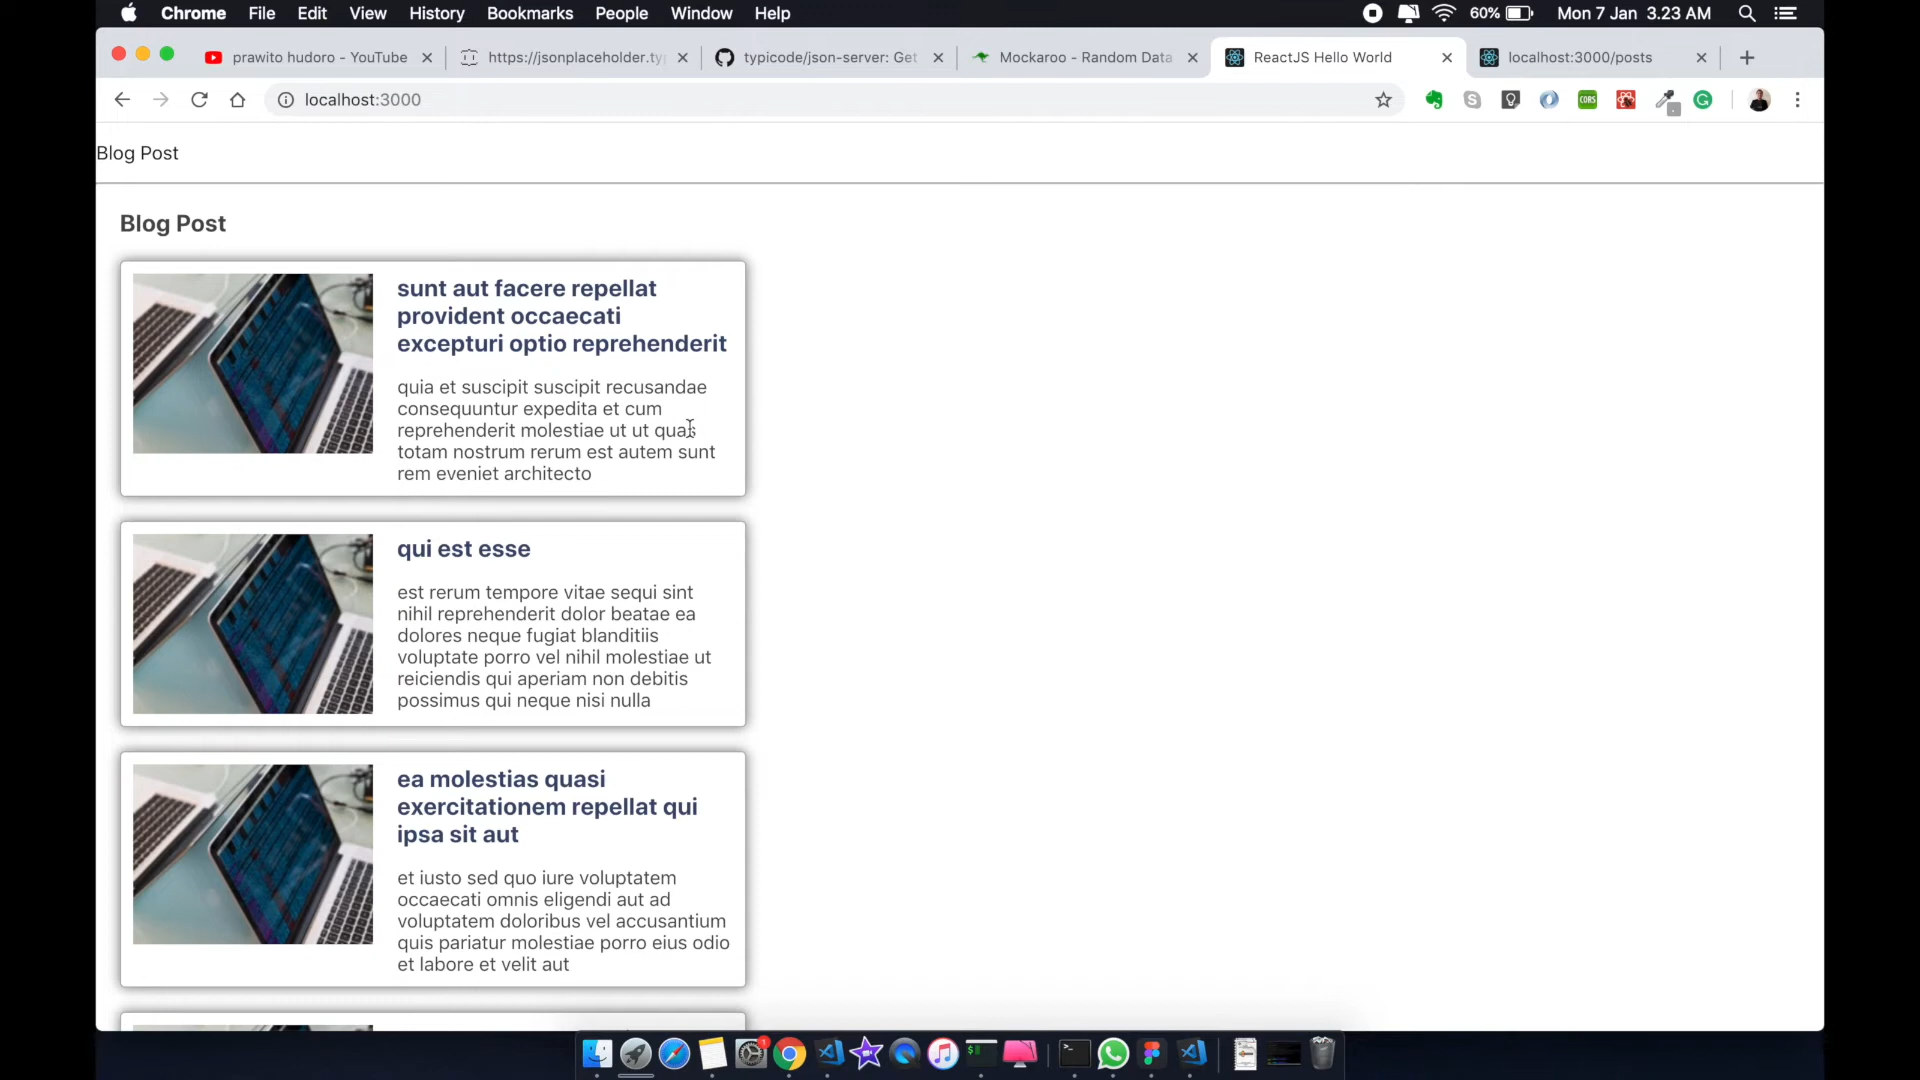 Chrome File Edit View History Bookmarks People Window Help 60% Mon 7 Jan 3.23 AM
prawito hudoro - YouTube https://jsonplaceholder.ty typicode/json-server: Get Mockaroo - Random Data ReactJS Hello World localhost:3000/posts
localhost:3000 CORS
Blog Post
Blog Post
sunt aut facere repellat
provident occaecati
excepturi optio reprehenderit
quia et suscipit suscipit recusandae
consequuntur expedita et cum
reprehenderit molestiae ut ut quas
totam nostrum rerum est autem sunt
rem eveniet architecto
qui est esse
est rerum tempore vitae sequi sint
nihil reprehenderit dolor beatae ea
dolores neque fugiat blanditiis
voluptate porro vel nihil molestiae ut
reiciendis qui aperiam non debitis
possimus qui neque nisi nulla
ea molestias quasi
exercitationem repellat qui
ipsa sit aut
et iusto sed quo iure voluptatem
occaecati omnis eligendi aut ad
voluptatem doloribus vel accusantium
quis pariatur molestiae porro eius odio
et labore et velit aut